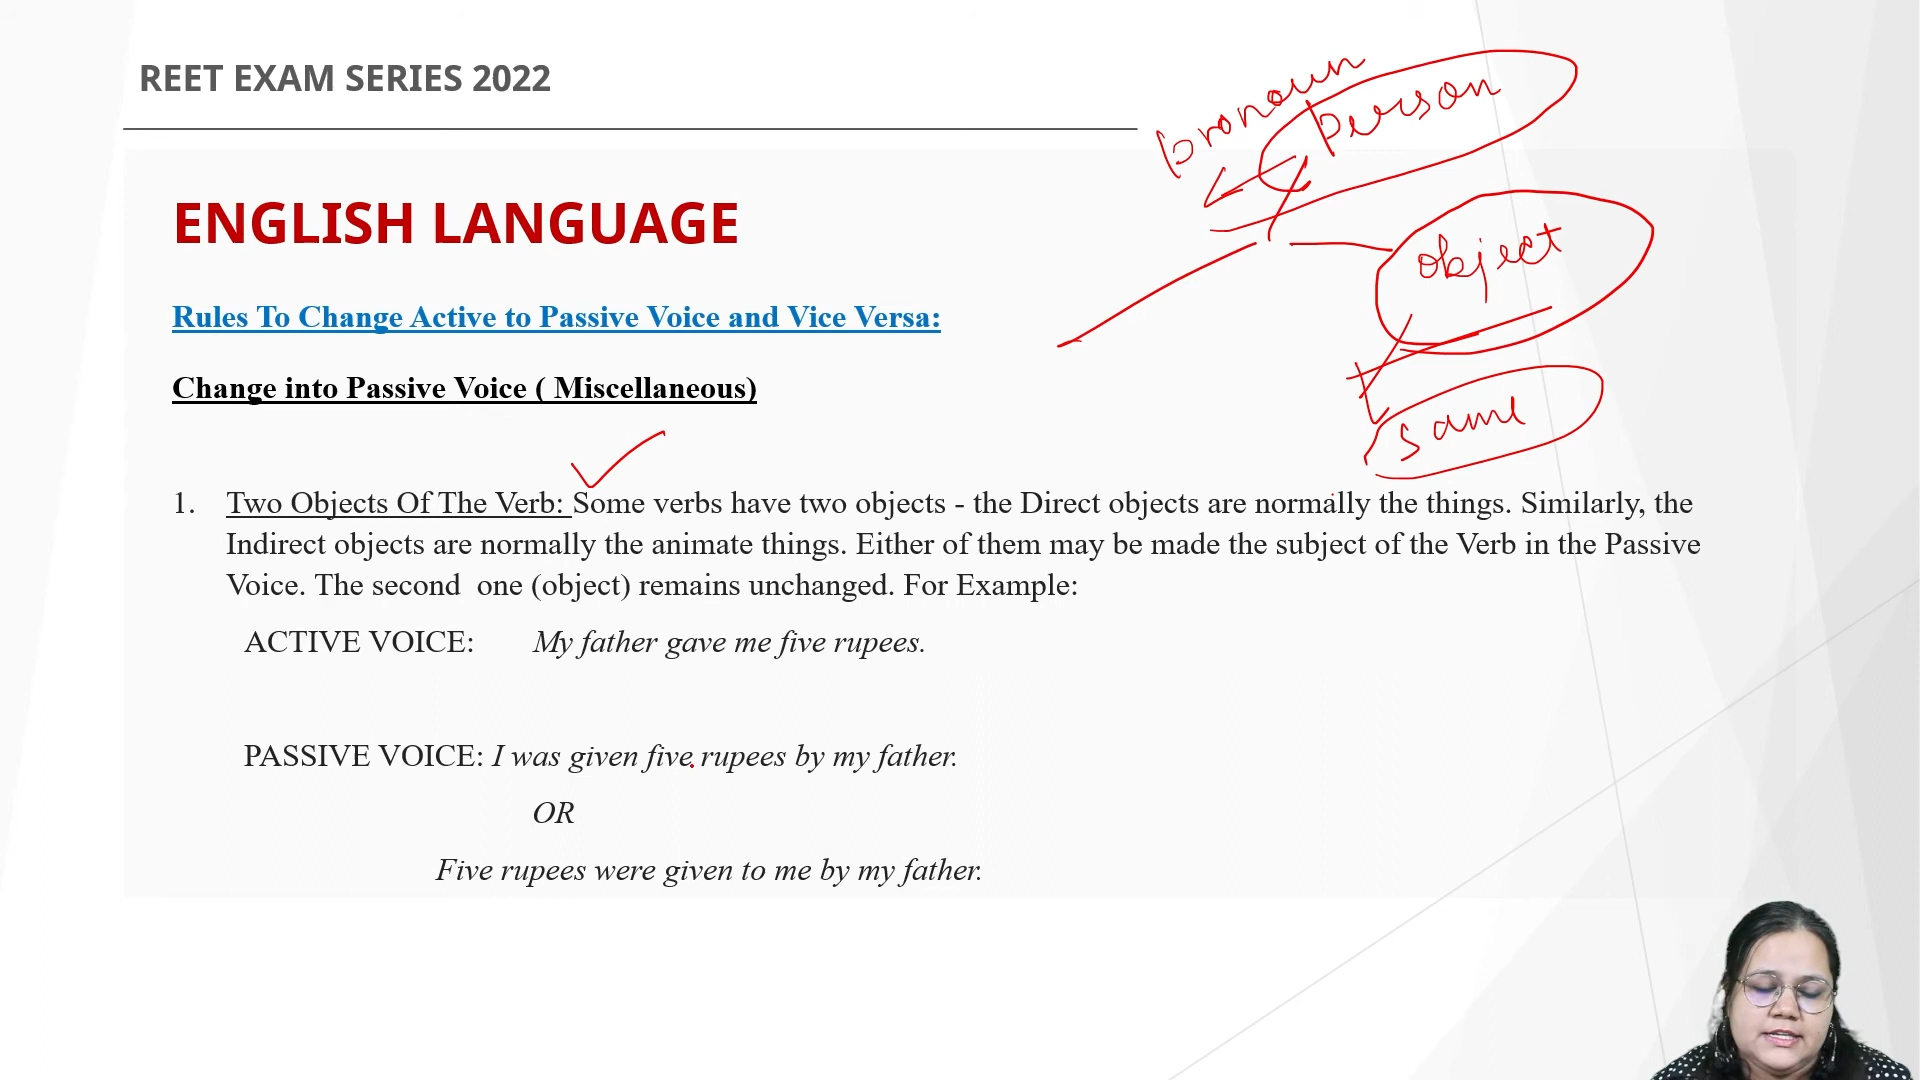 REET EXAM SERIES 2022
pronoun
person
ENGLISH LANGUAGE
object
Rules To Change Active to Passive Voice and Vice Versa:
Change into Passive Voice ( Miscellaneous)
same
1. Two Objects Of The Verb: Some verbs have two objects - the Direct objects are normally the things. Similarly, the
Indirect objects are normally the animate things. Either of them may be made the subject of the Verb in the Passive
Voice. The second one (object) remains unchanged. For Example:
ACTIVE VOICE: My father gave me five rupees.
PASSIVE VOICE: I was given five rupees by my father.
OR
Five rupees were given to me by my father.